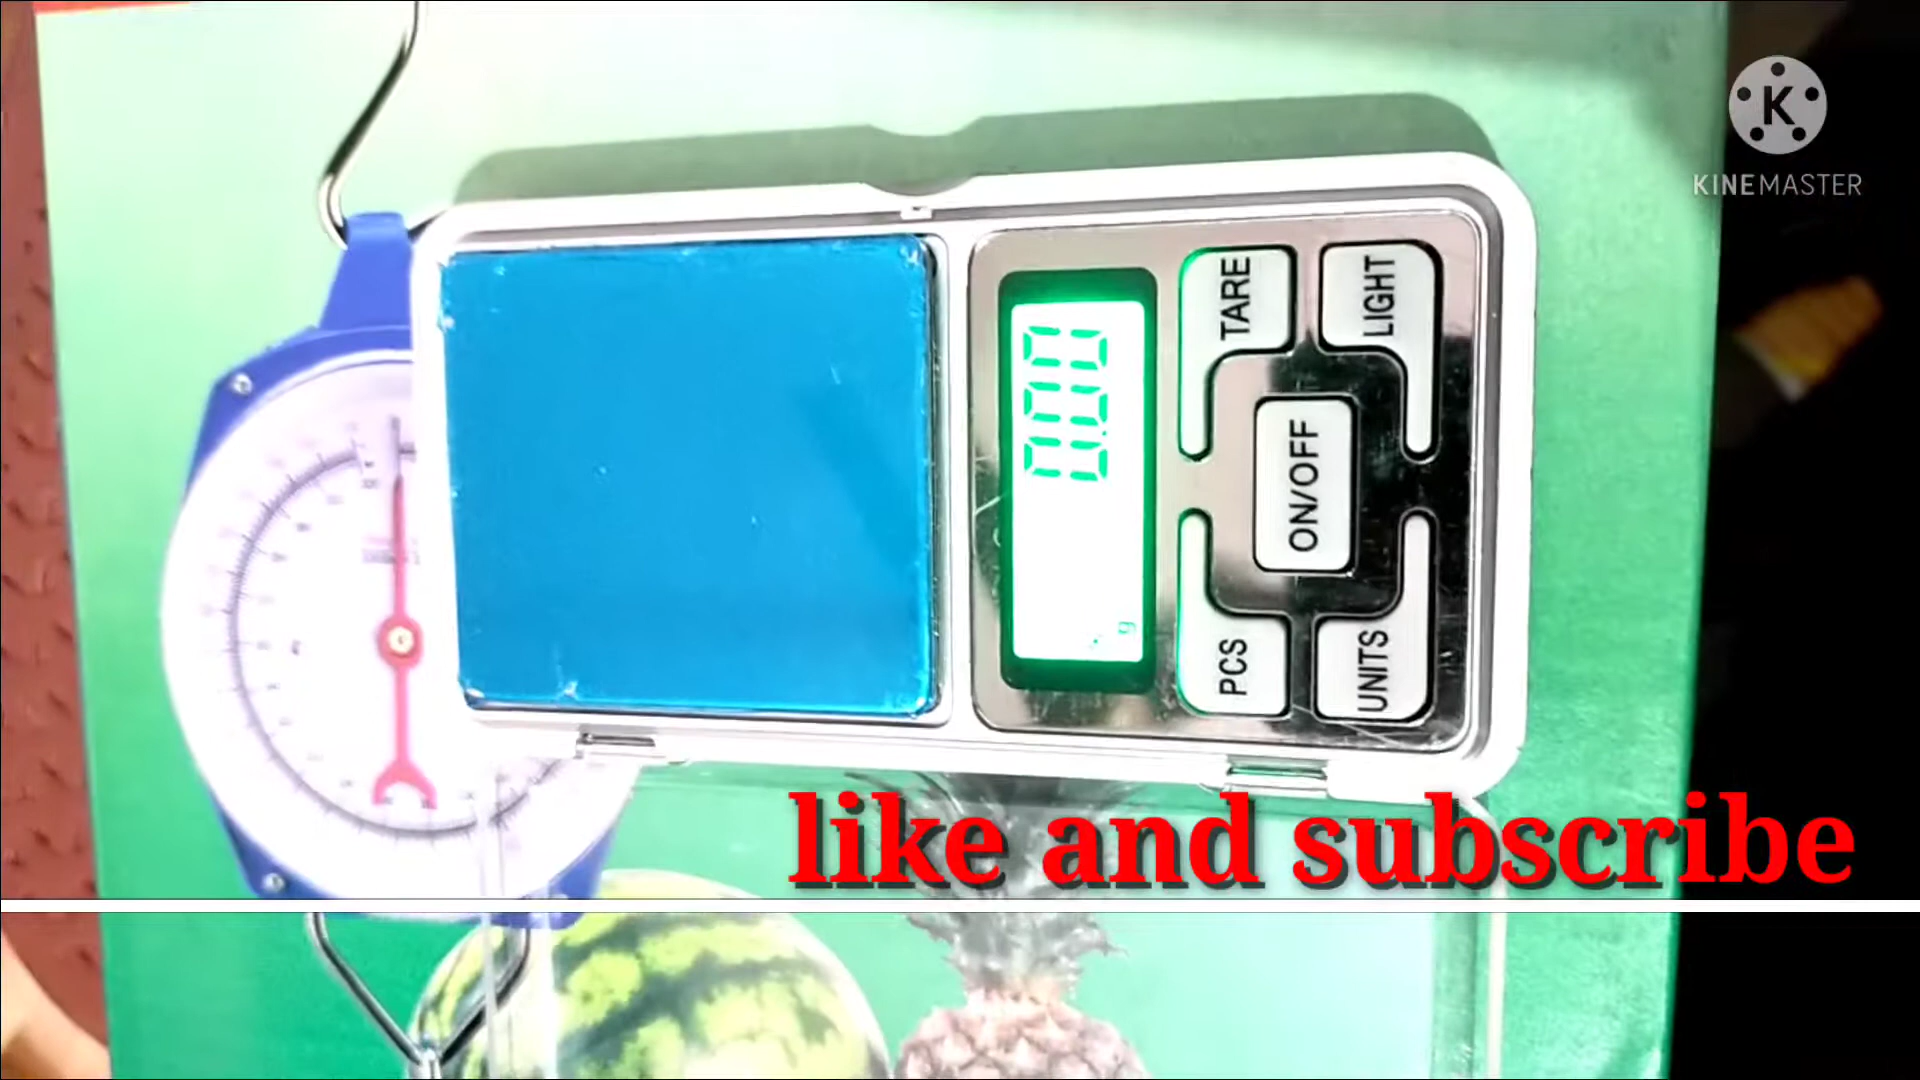 KINEMASTER
TARE
LIGHT
0.00
ON/OFF
g
PCS
UNITS
like and subscribe